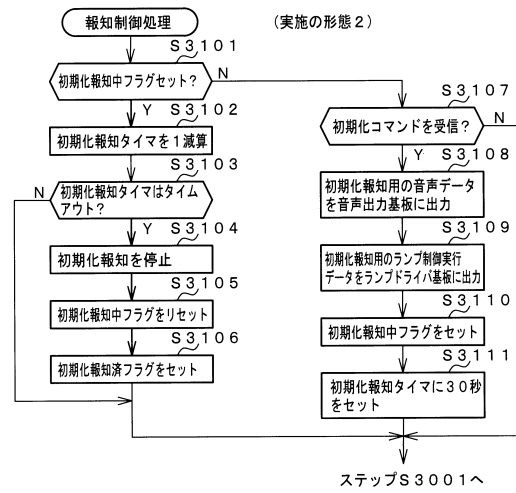 報知制御処理
(実施の形態2)
S3101
初期化報知中フラグセット?
N
Y
S3102
初期化報知タイマを1減算
S3103
初期化報知タイマはタイム
アウト?
N
Y
S3104
初期化報知を停止
S3105
初期化報知中フラグをリセット
S3106
初期化報知済フラグをセット
S3107
初期化コマンドを受信?
N
Y
S3108
初期化報知用の音声データ
を音声出力基板に出力
S3109
初期化報知用のランプ制御実行
データをランプドライバ基板に出力
S3110
初期化報知中フラグをセット
S3111
初期化報知タイマに30秒
をセット
ステップS3001へ